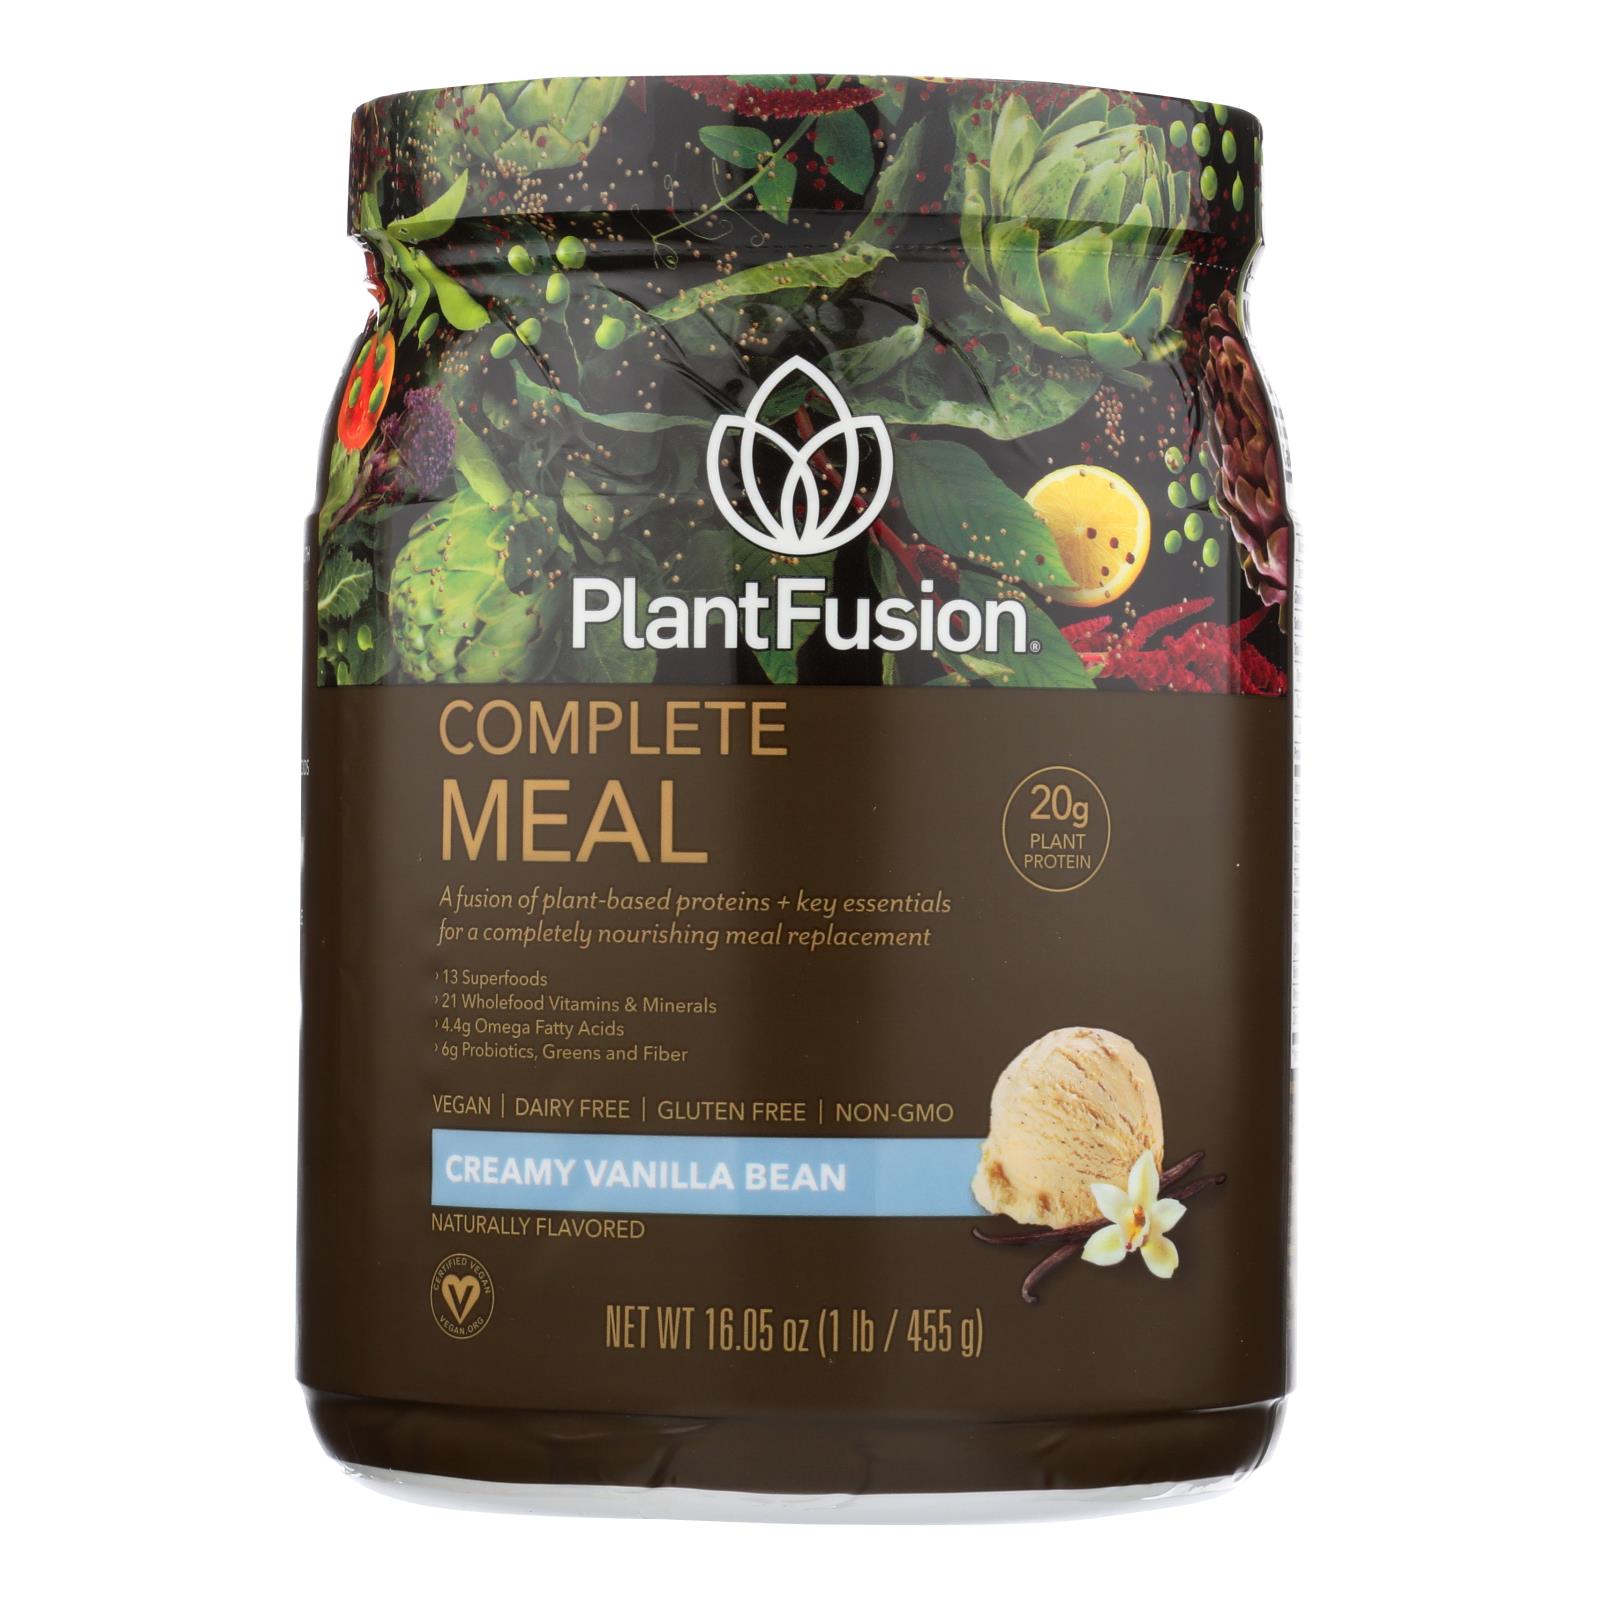 PlantFusion®
COMPLETE
MEAL
20g
PLANT
PROTEIN
A fusion of plant-based proteins + key essentials
for a completely nourishing meal replacement
› 13 Superfoods
› 21 Wholefood Vitamins & Minerals
› 4.4g Omega Fatty Acids
› 6g Probiotics, Greens and Fiber
VEGAN | DAIRY FREE | GLUTEN FREE | NON-GMO
CREAMY VANILLA BEAN
NATURALLY FLAVORED
CERTIFIED VEGAN
V
VEGAN.ORG
NET WT 16.05 oz (1 lb / 455 g)